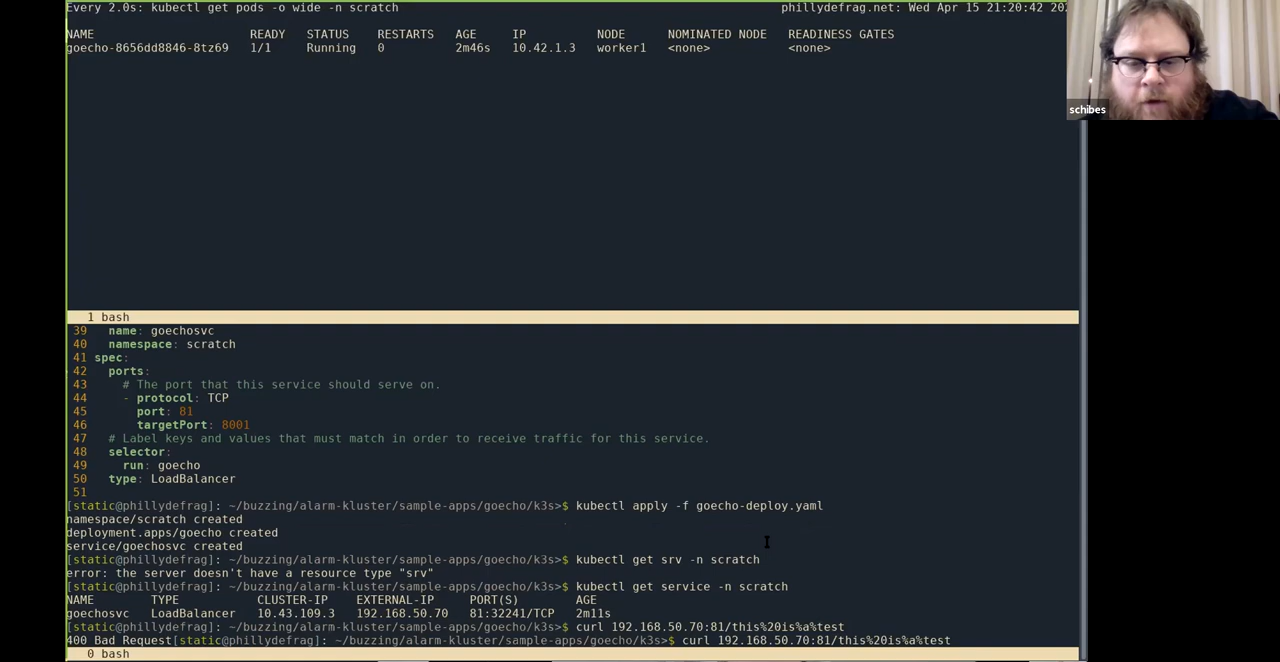 Every 2.0s: kubectl get pods -o wide -n scratch phillydefrag.net: Wed Apr 15 21:20:42
NAME READY STATUS RESTARTS AGE IP NODE NOMINATED NODE READINESS GATES
goecho-8656dd8846-8tz69 1/1 Running 0 2m46s 10.42.1.3 worker1 <none> <none>
schibes
1 bash
39 name: goechosvc
40 namespace: scratch
41 spec:
42 ports:
43 # The port that this service should serve on.
44 - protocol: TCP
45 port: 81
46 targetPort: 8001
47 # Label keys and values that must match in order to receive traffic for this service.
48 selector:
49 run: goecho
50 type: LoadBalancer
51
[static@phillydefrag]: ~/buzzing/alarm-kluster/sample-apps/goecho/k3s>$ kubectl apply -f goecho-deploy.yaml
namespace/scratch created
deployment.apps/goecho created
service/goechosvc created
[static@phillydefrag]: ~/buzzing/alarm-kluster/sample-apps/goecho/k3s>$ kubectl get srv -n scratch
error: the server doesn't have a resource type "srv"
[static@phillydefrag]: ~/buzzing/alarm-kluster/sample-apps/goecho/k3s>$ kubectl get service -n scratch
NAME TYPE CLUSTER-IP EXTERNAL-IP PORT(S) AGE
goechosvc LoadBalancer 10.43.109.3 192.168.50.70 81:32241/TCP 2m11s
[static@phillydefrag]: ~/buzzing/alarm-kluster/sample-apps/goecho/k3s>$ curl 192.168.50.70:81/this%20is%a%test
400 Bad Request[static@phillydefrag]: ~/buzzing/alarm-kluster/sample-apps/goecho/k3s>$ curl 192.168.50.70:81/this%20is%a%test
0 bash